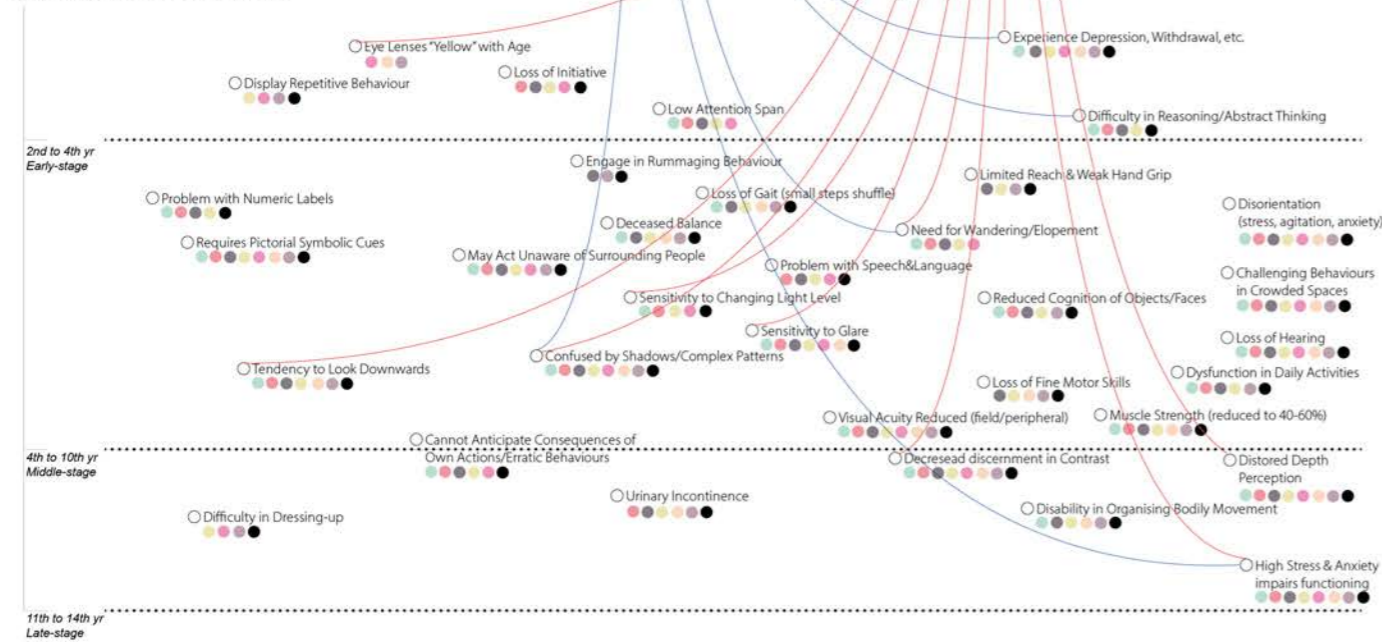 Eye Lenses "Yellow" with Age
Experience Depression, Withdrawal, etc.
Loss of Initiative
Display Repetitive Behaviour
Low Attention Span
Difficulty in Reasoning/Abstract Thinking
2nd to 4th yr
Early-stage
Engage in Rummaging Behaviour
Limited Reach & Weak Hand Grip
Problem with Numeric Labels
Loss of Gait (small steps shuffle)
Disorientation
(stress, agitation, anxiety)
Deceased Balance
Need for Wandering/Elopement
Requires Pictorial Symbolic Cues
May Act Unaware of Surrounding People
Problem with Speech&Language
Challenging Behaviours
in Crowded Spaces
Sensitivity to Changing Light Level
Reduced Cognition of Objects/Faces
Sensitivity to Glare
Loss of Hearing
Confused by Shadows/Complex Patterns
Tendency to Look Downwards
Dysfunction in Daily Activities
Loss of Fine Motor Skills
Visual Acuity Reduced (field/peripheral)
Muscle Strength (reduced to 40-60%)
Cannot Anticipate Consequences of
Own Actions/Erratic Behaviours
4th to 10th yr
Middle-stage
Decresead discernment in Contrast
Distored Depth
Perception
Urinary Incontinence
Disability in Organising Bodily Movement
Difficulty in Dressing-up
High Stress & Anxiety
impairs functioning
11th to 14th yr
Late-stage